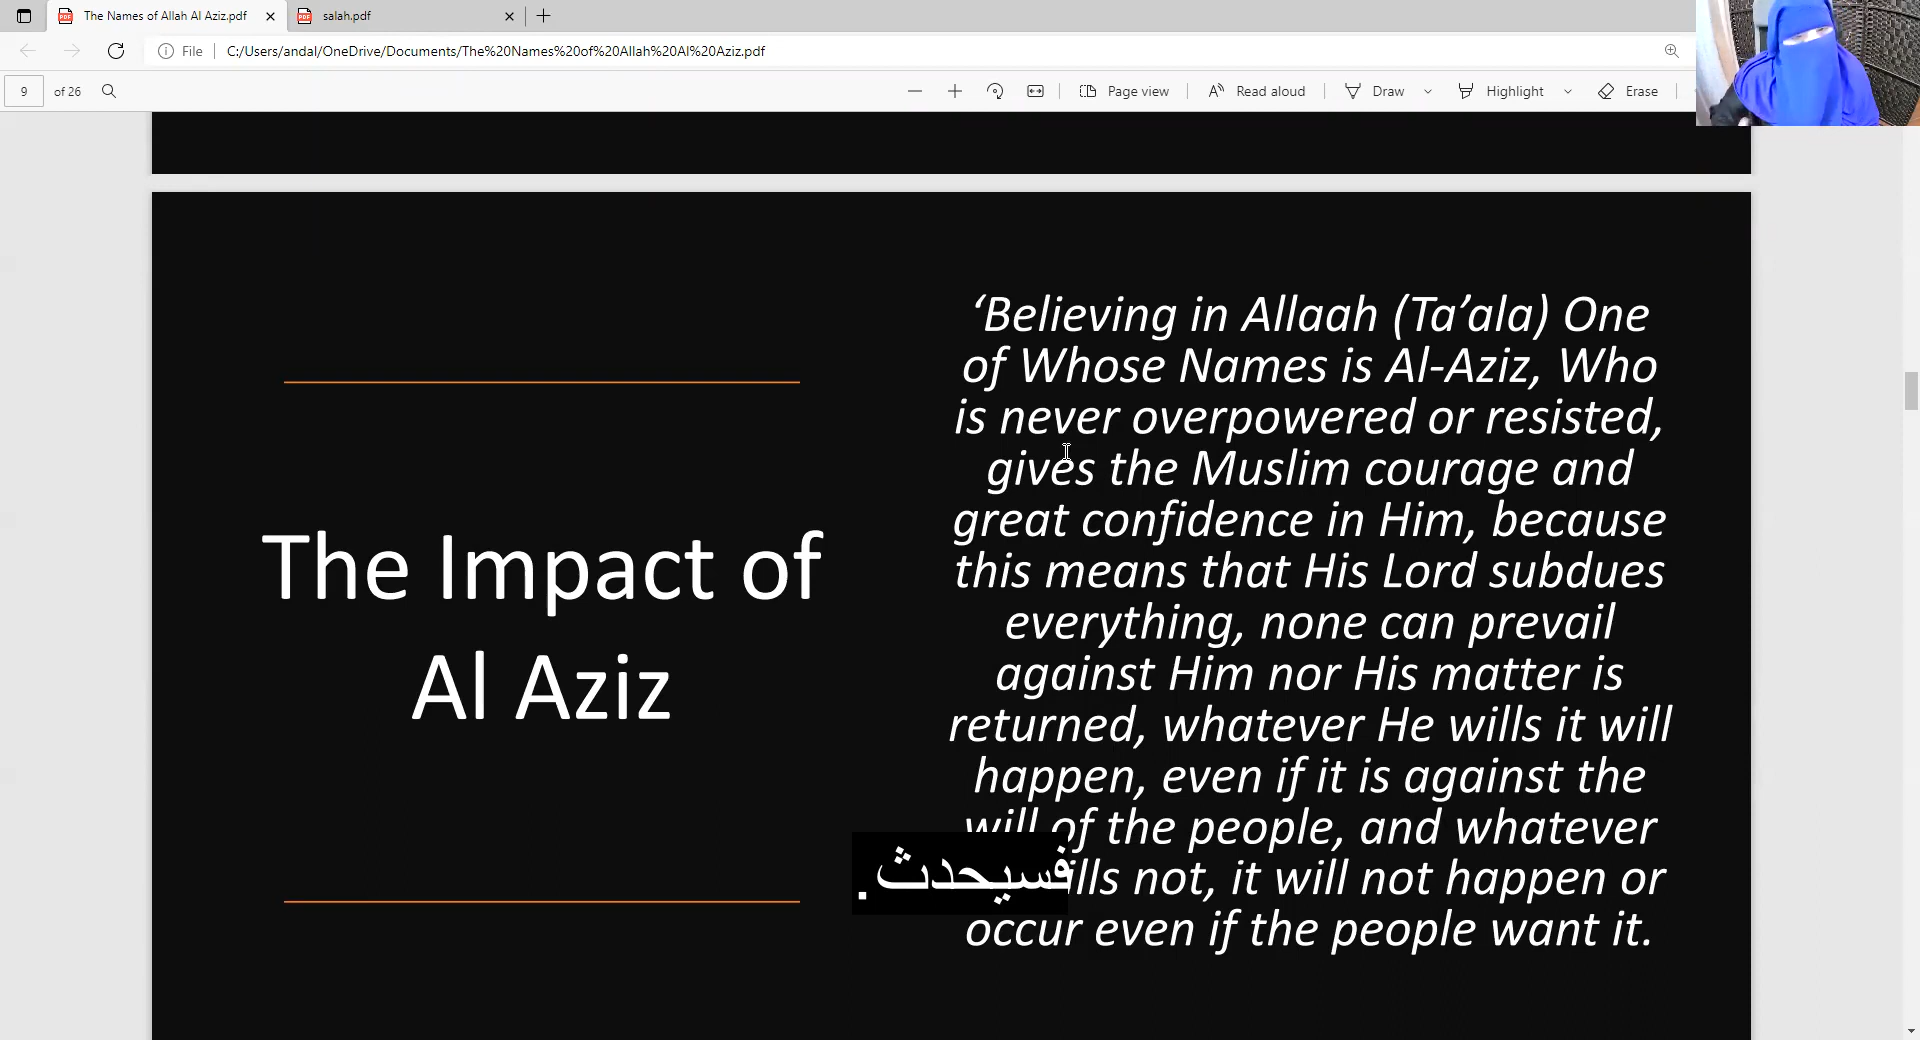 The Names of Allah Al Aziz.pdf
salah.pdf
File
C:/Users/andal/OneDrive/Documents/The%20Names%20of%20Allah%20Al%20Aziz.pdf
9 of 26
Page view
Read aloud
Draw
Highlight
Erase
The Impact of
Al Aziz
‘Believing in Allaah (Ta’ala) One
of Whose Names is Al-Aziz, Who
is never overpowered or resisted,
gives the Muslim courage and
great confidence in Him, because
this means that His Lord subdues
everything, none can prevail
against Him nor His matter is
returned, whatever He wills it will
happen, even if it is against the
will of the people, and whatever
ills not, it will not happen or
occur even if the people want it.
فسيحدث.